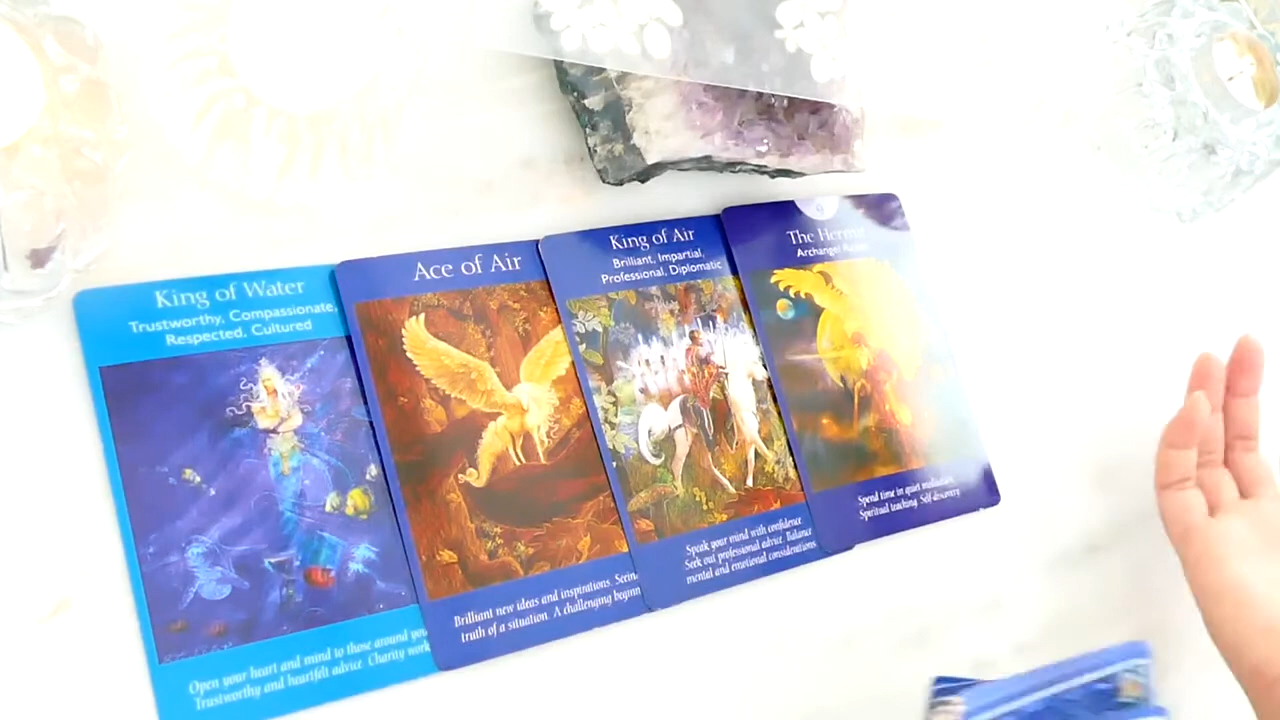 King of Water
Trustworthy, Compassionate,
Respected, Cultured
Open your heart and mind to those around you
Trustworthy and heartfelt advice. Charity work
Ace of Air
Brilliant new ideas and inspirations. Seein
truth of a situation. A challenging beginn
King of Air
Brilliant, Impartial,
Professional, Diplomatic
Speak your mind with confidence
Seek out professional advice. Balance
mental and emotional considerations
9
The Hermit
Archangel
Spend time in quiet meditation.
Spiritual teaching. Self-discovery